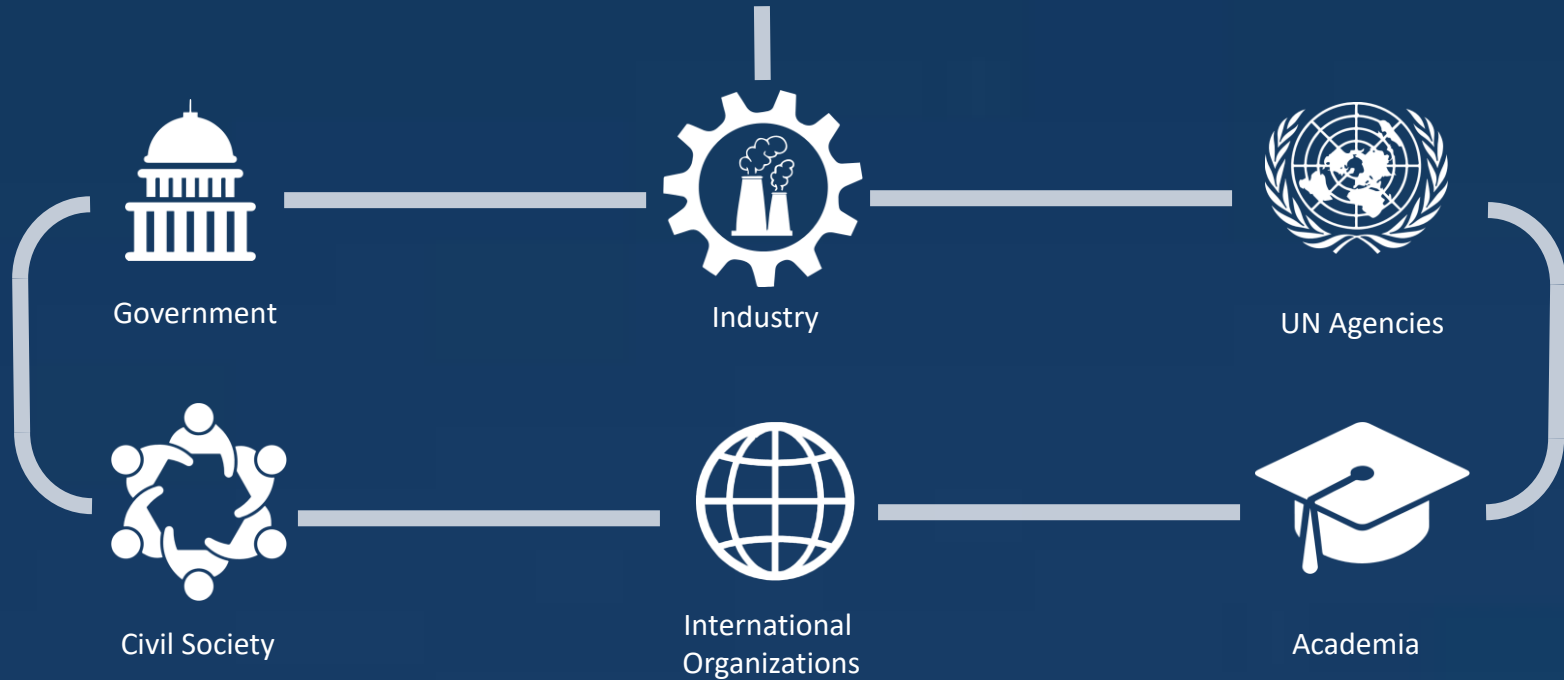 Government
Industry
UN Agencies
Civil Society
International
Organizations
Academia